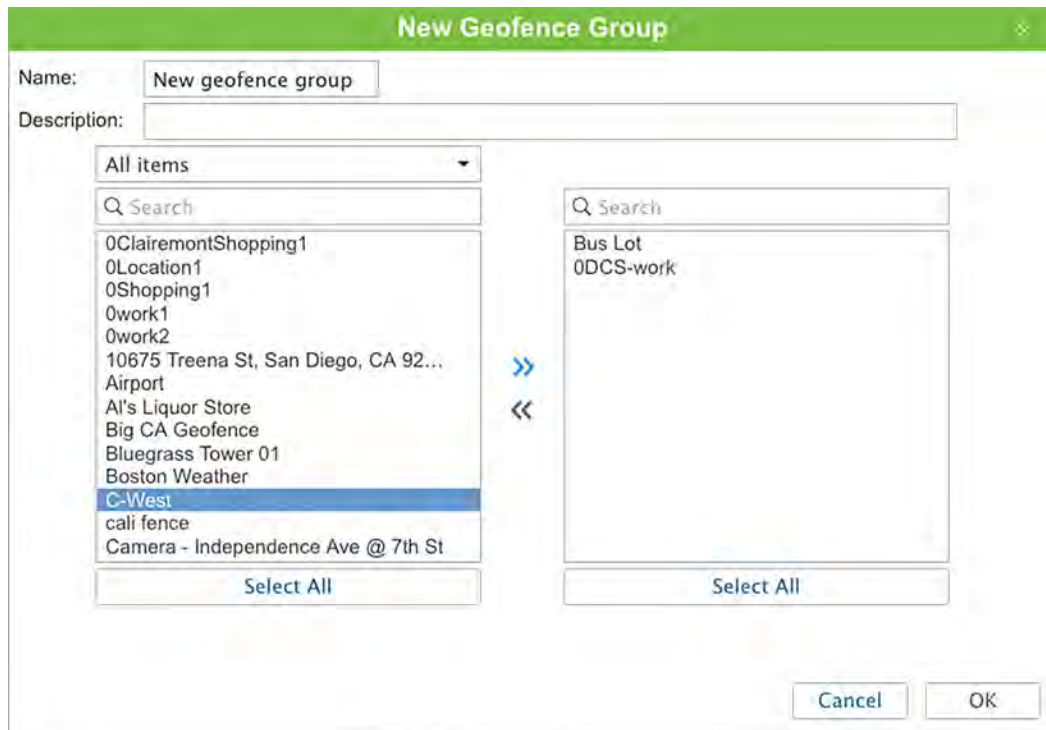 New Geofence Group
Name:
New geofence group
Description:
All items
Search
0ClairemontShopping1
0Location1
0Shopping1
0work1
0work2
10675 Treena St, San Diego, CA 92...
Airport
Al's Liquor Store
Big CA Geofence
Bluegrass Tower 01
Boston Weather
C-West
cali fence
Camera - Independence Ave @ 7th St
Select All
Search
Bus Lot
0DCS-work
Select All
Cancel
OK